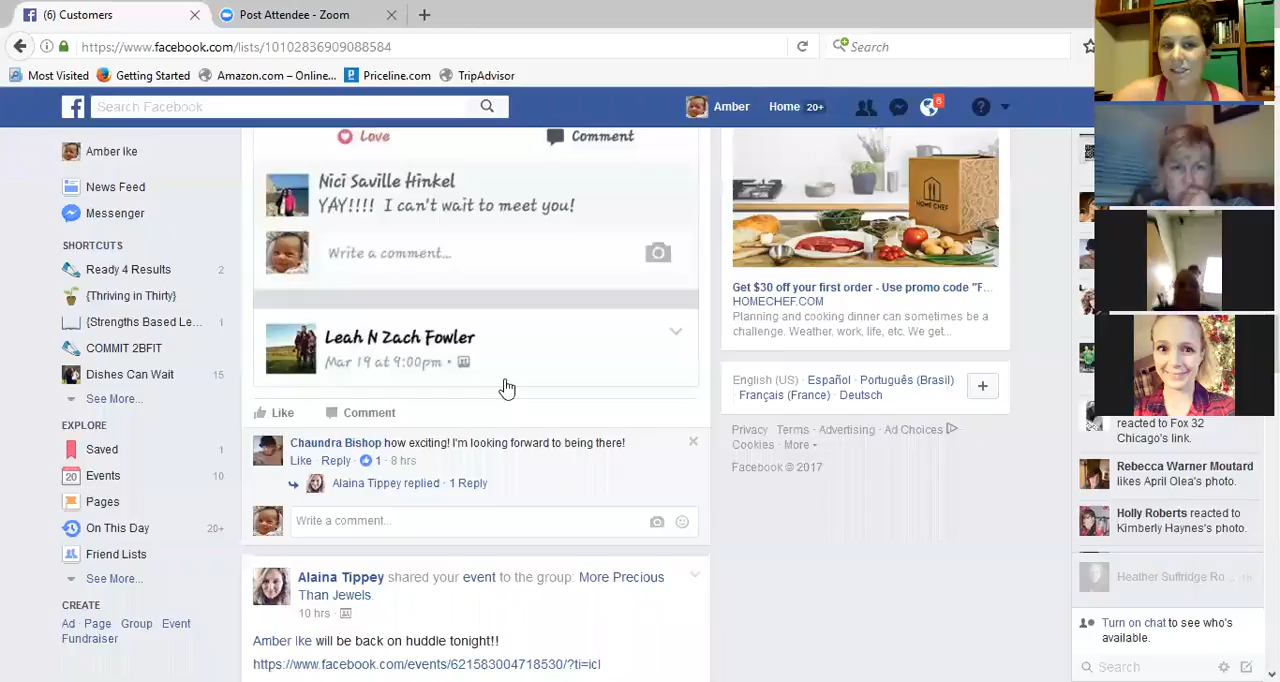 (6) Customers
Post Attendee - Zoom
https://www.facebook.com/lists/10102836909088584
Search
Most Visited
Getting Started
Amazon.com – Online...
Priceline.com
TripAdvisor
Search Facebook
Amber
Home 20+
6
Amber Ike
News Feed
Messenger
SHORTCUTS
Ready 4 Results 2
{Thriving in Thirty}
{Strengths Based Le... 1
COMMIT 2BFIT
Dishes Can Wait 15
See More...
EXPLORE
Saved 1
20 Events 10
Pages
On This Day 20+
Friend Lists
See More...
CREATE
Ad · Page Group Event
Fundraiser
Love
Comment
Nici Saville Hinkel
YAY!!!! I can't wait to meet you!
Write a comment...
Leah N Zach Fowler
Mar 19 at 9:00pm ·
Like
Comment
Chaundra Bishop how exciting! I'm looking forward to being there!
Like · Reply · 1 · 8 hrs
Alaina Tippey replied · 1 Reply
Write a comment...
Alaina Tippey shared your event to the group: More Precious
Than Jewels.
10 hrs ·
Amber Ike will be back on huddle tonight!!
https://www.facebook.com/events/621583004718530/?ti=icl
HOME CHEF
Get $30 off your first order - Use promo code "F...
HOMECHEF.COM
Planning and cooking dinner can sometimes be a
challenge. Weather, work, life, etc. We get...
English (US) · Español · Português (Brasil)
· Français (France) · Deutsch
Privacy · Terms · Advertising · Ad Choices
Cookies · More
Facebook © 2017
reacted to Fox 32
Chicago's link.
Rebecca Warner Moutard
likes April Olea's photo.
Holly Roberts reacted to
Kimberly Haynes's photo.
Heather Suffridge Ro... 1h
Turn on chat to see who's
available.
Search